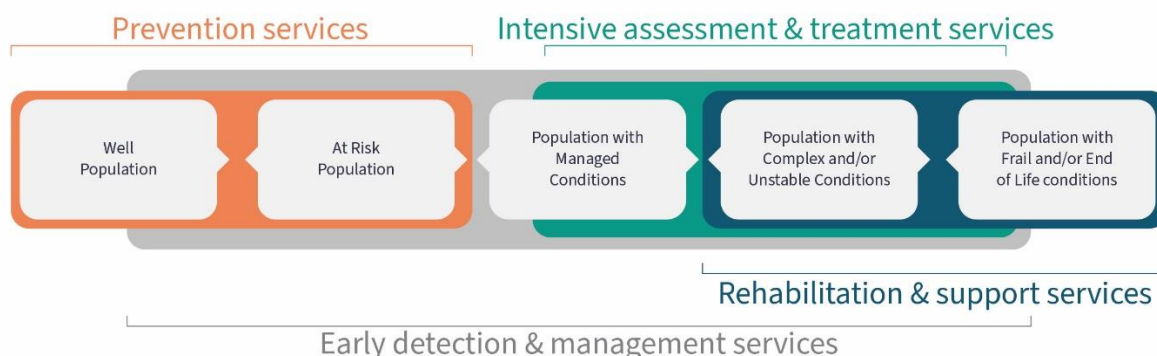 Prevention services
Intensive assessment & treatment services
Well
Population
At Risk
Population
Population with
Managed
Conditions
Population with
Complex and/or
Unstable Conditions
Population with
Frail and/or End
of Life conditions
Rehabilitation & support services
Early detection & management services